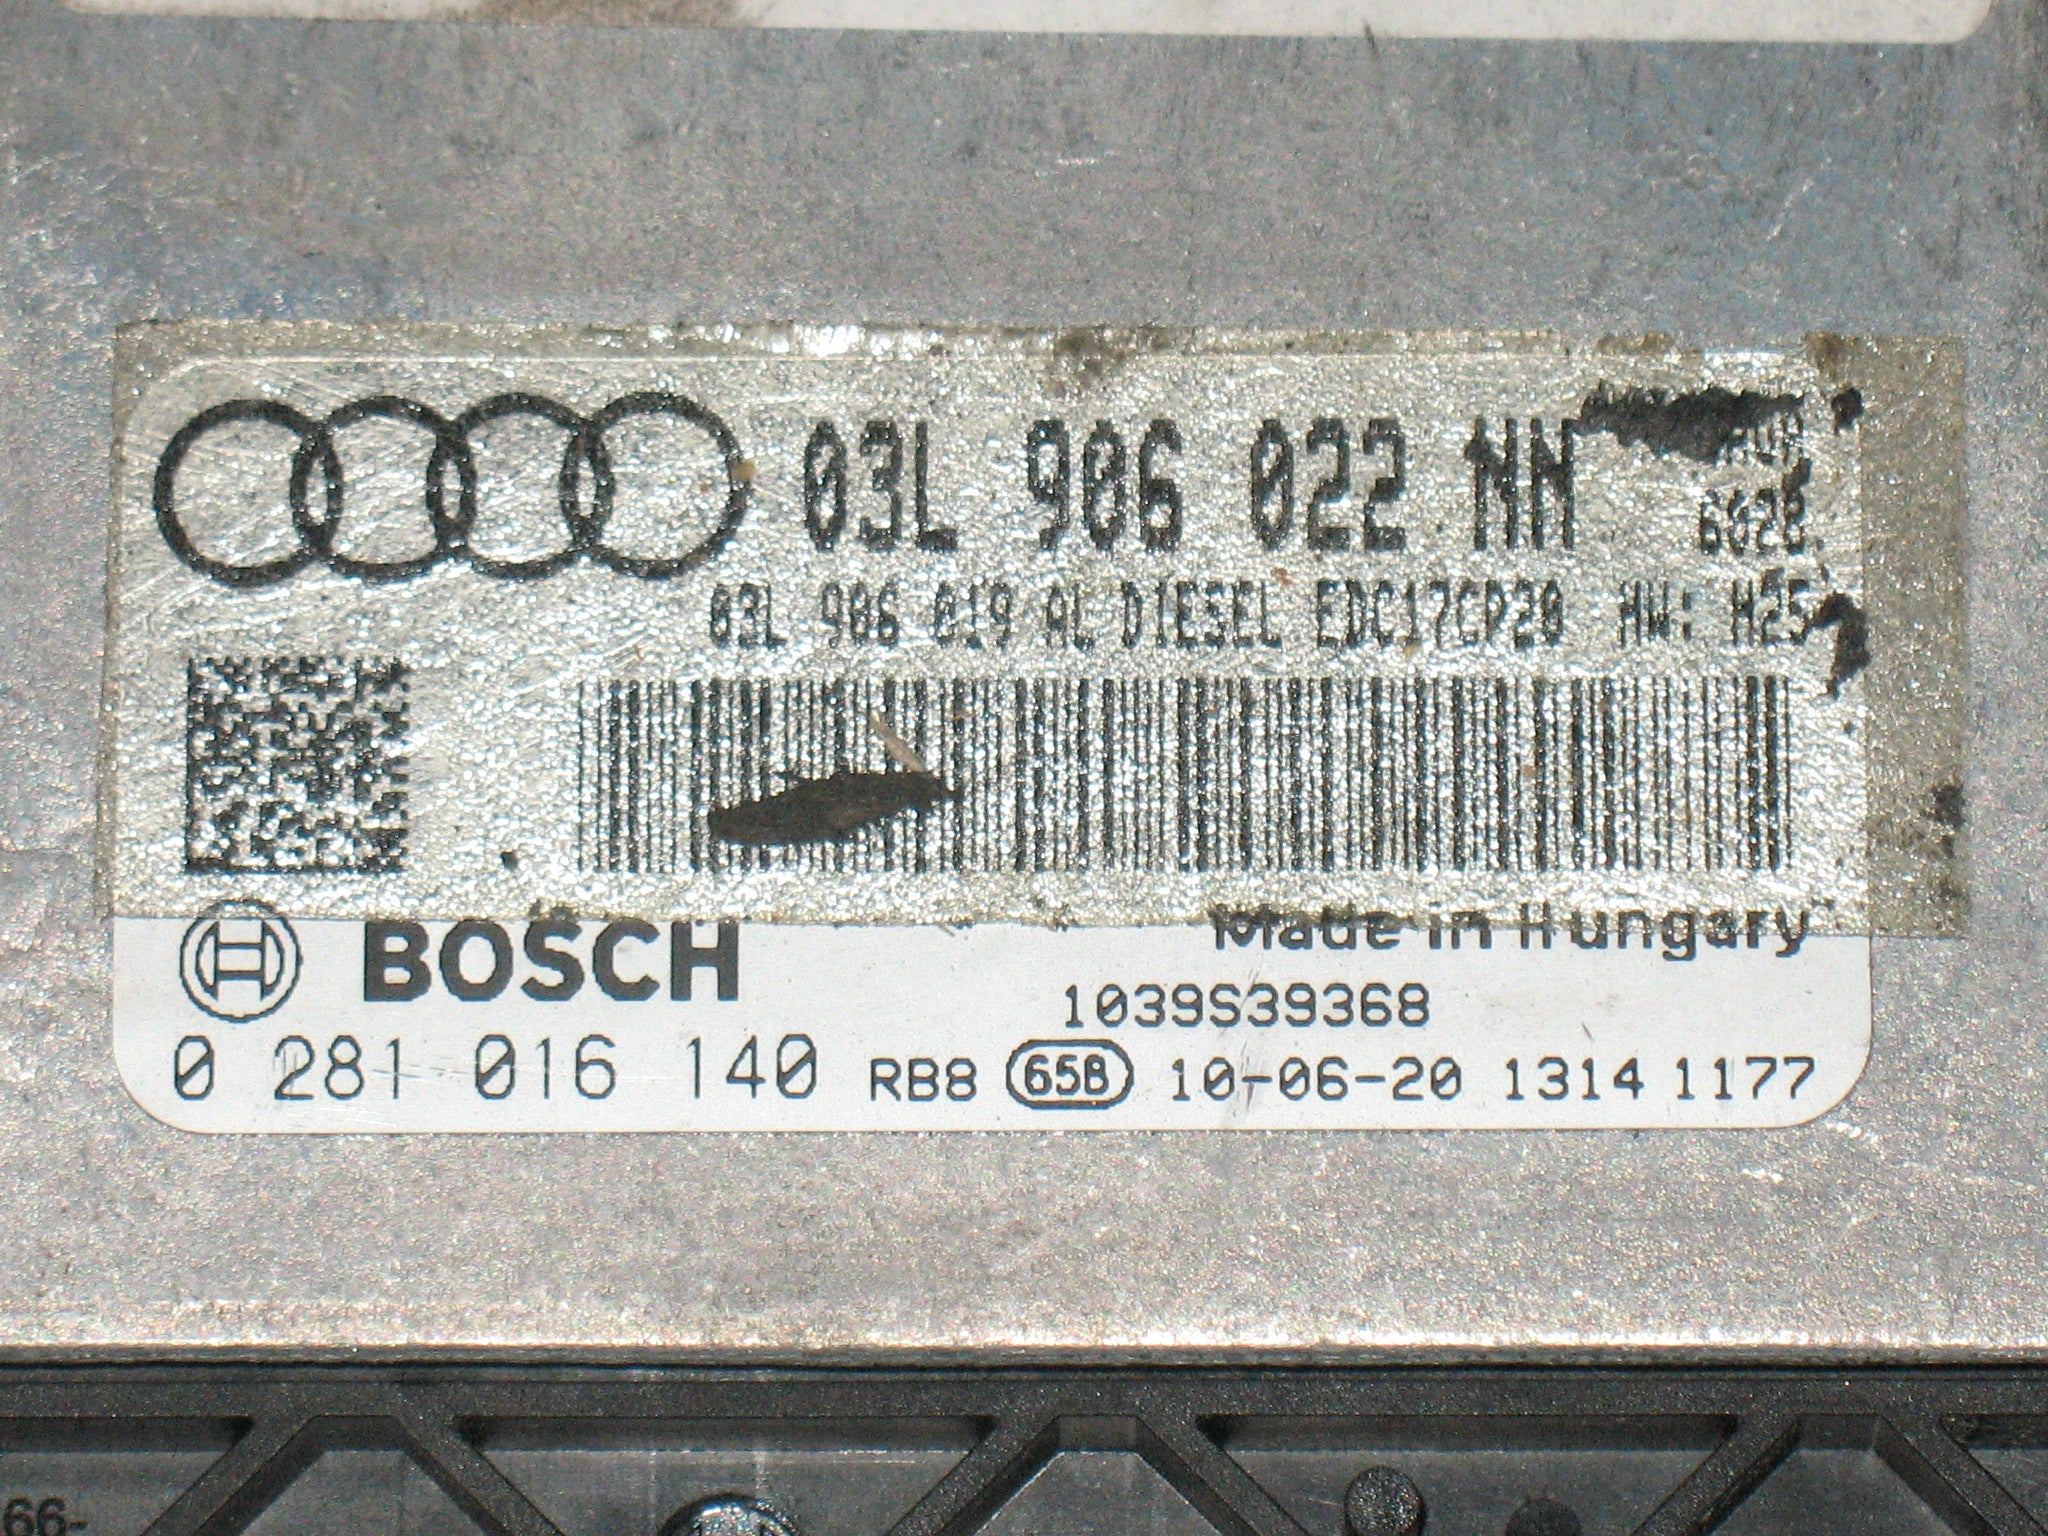 03L 906 022 NN
03L 906 019 AL DIESEL EDC17CP20 HW: H25
BOSCH
Made in Hungary
1039S39368
0 281 016 140 RB8 65B 10-06-20 1314 1177
66-